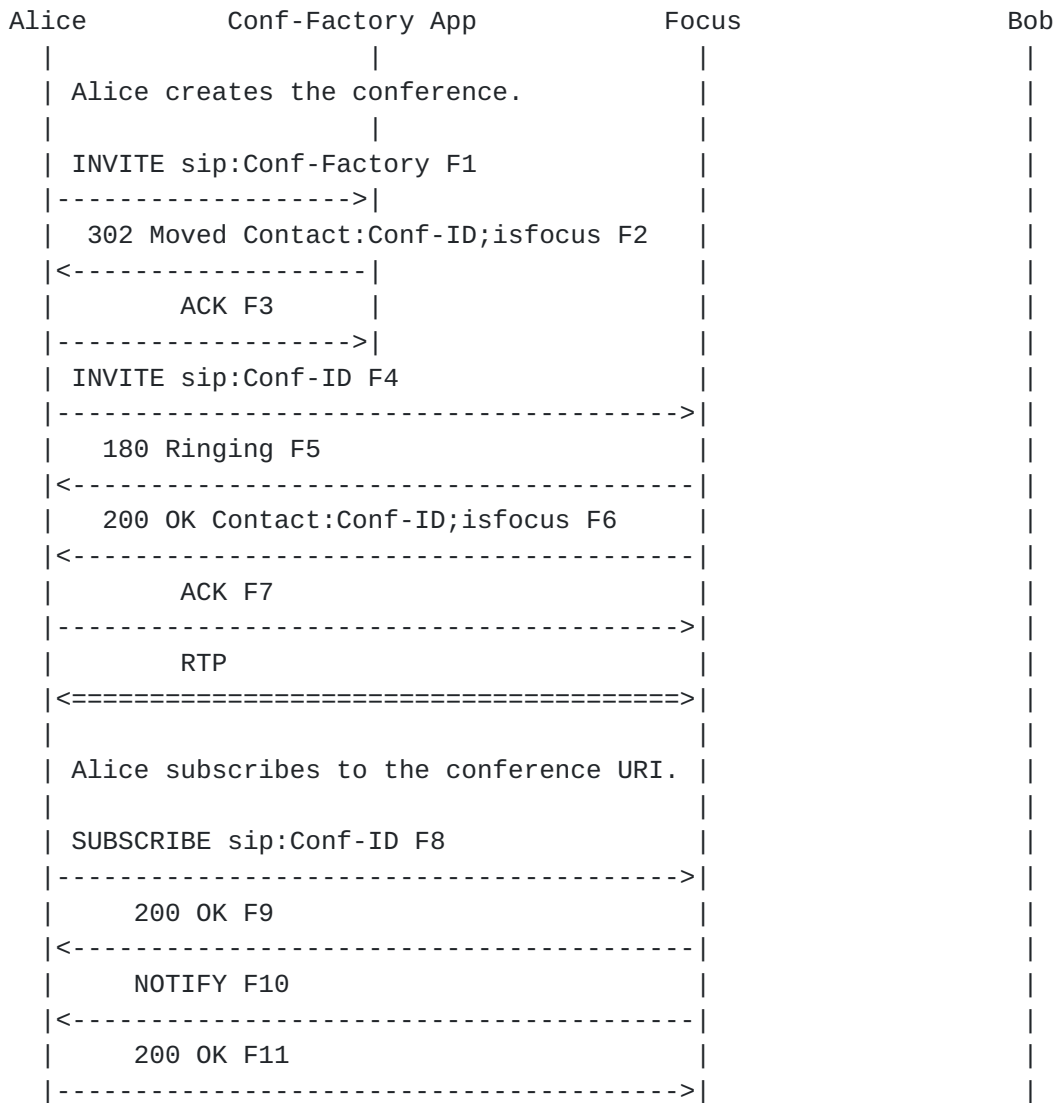 Alice Conf-Factory App Focus Bob
Alice creates the conference.
INVITE sip:Conf-Factory F1
302 Moved Contact:Conf-ID;isfocus F2
ACK F3
INVITE sip:Conf-ID F4
180 Ringing F5
200 OK Contact:Conf-ID;isfocus F6
ACK F7
RTP
Alice subscribes to the conference URI.
SUBSCRIBE sip:Conf-ID F8
200 OK F9
NOTIFY F10
200 OK F11